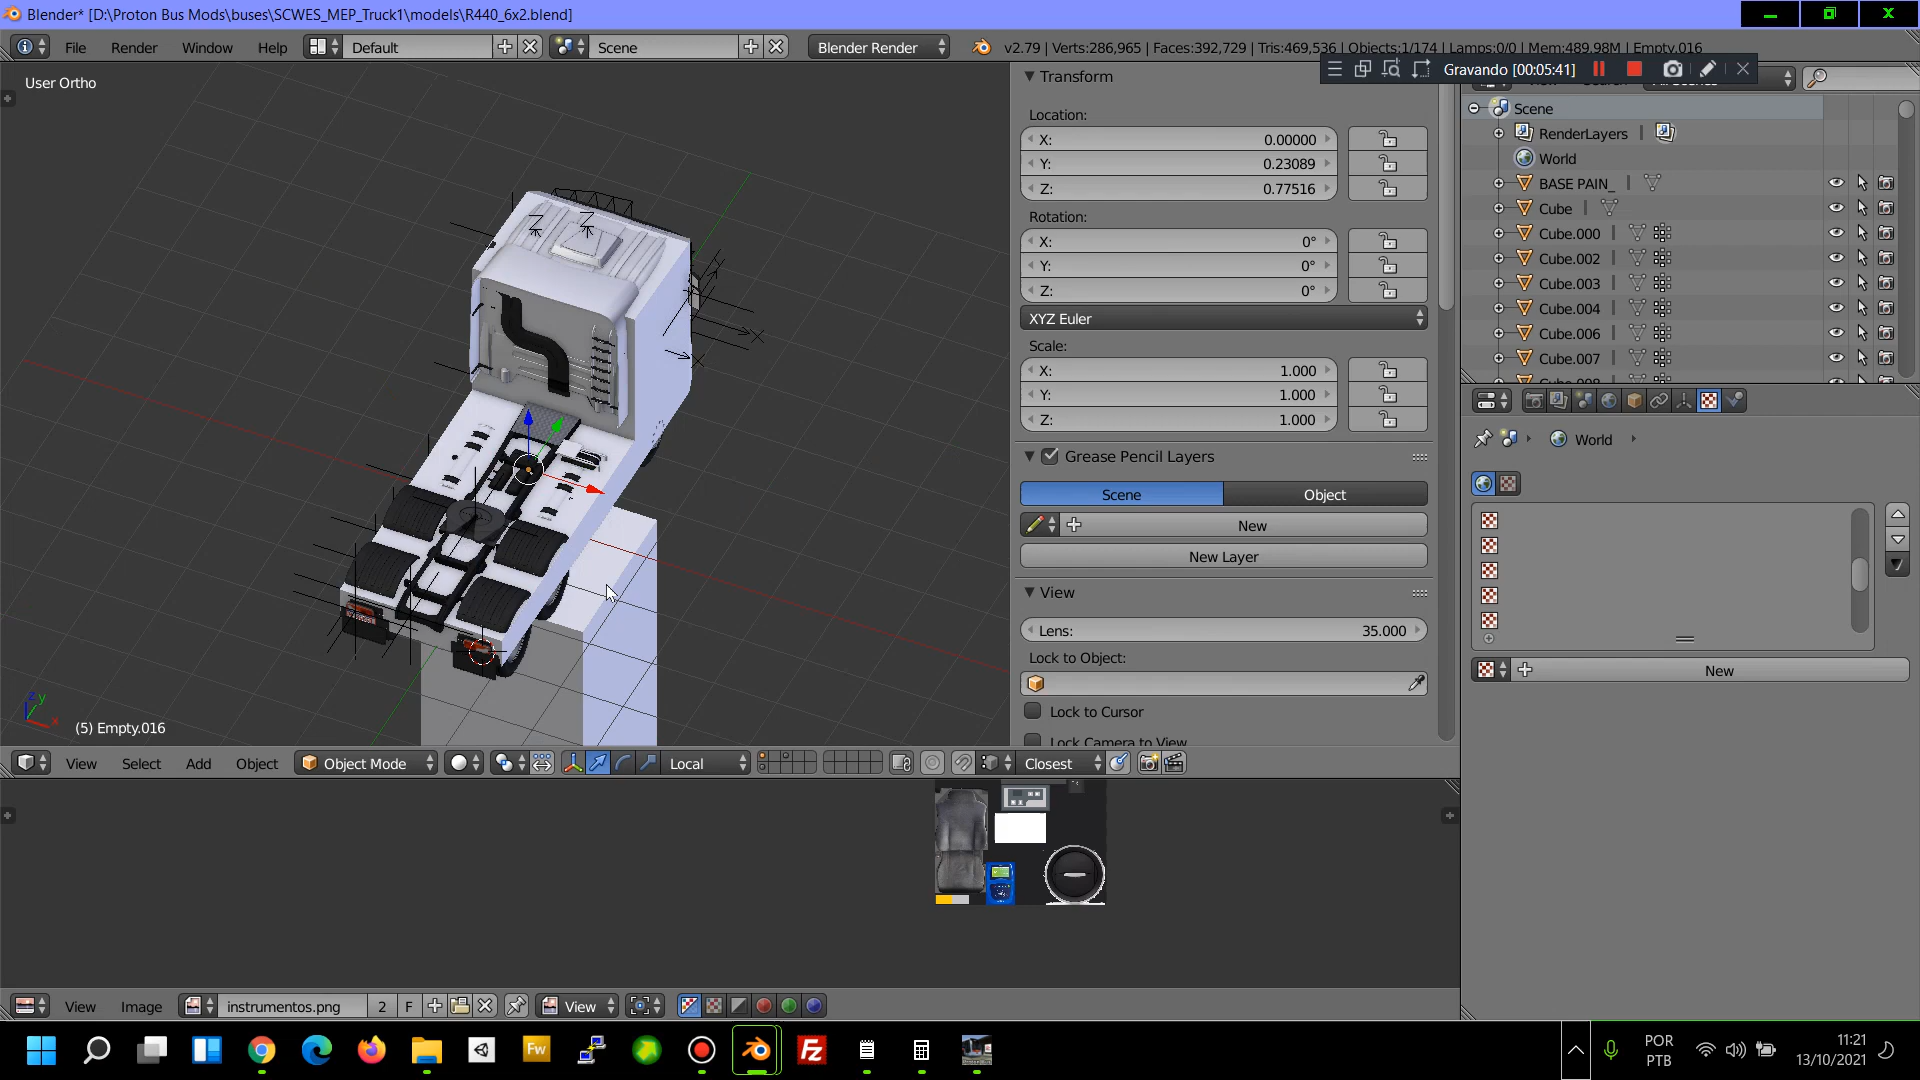 Blender* [D:\Proton Bus Mods\buses\SCWES_MEP_Truck1\models\R440_6x2.blend]
File Render Window Help Default Scene Blender Render v2.79 | Verts:286,965 | Faces:392,729 | Tris:469,536 | Objects:1/174 | Lamps:0/0 | Mem:489.98M | Empty.016
Gravando [00:05:41]
User Ortho
Transform
Location:
X: 0.00000
Y: 0.23089
Z: 0.77516
Rotation:
X: 0°
Y: 0°
Z: 0°
XYZ Euler
Scale:
X: 1.000
Y: 1.000
Z: 1.000
Grease Pencil Layers
Scene Object
New
New Layer
View
Lens: 35.000
Lock to Object:
Lock to Cursor
Lock Camera to View
Scene
RenderLayers
World
BASE PAIN_
Cube
Cube.000
Cube.002
Cube.003
Cube.004
Cube.006
Cube.007
Cube.008
World
New
(5) Empty.016
View Select Add Object Object Mode Local Closest
View Image instrumentos.png 2 F View
POR
PTB
11:21
13/10/2021